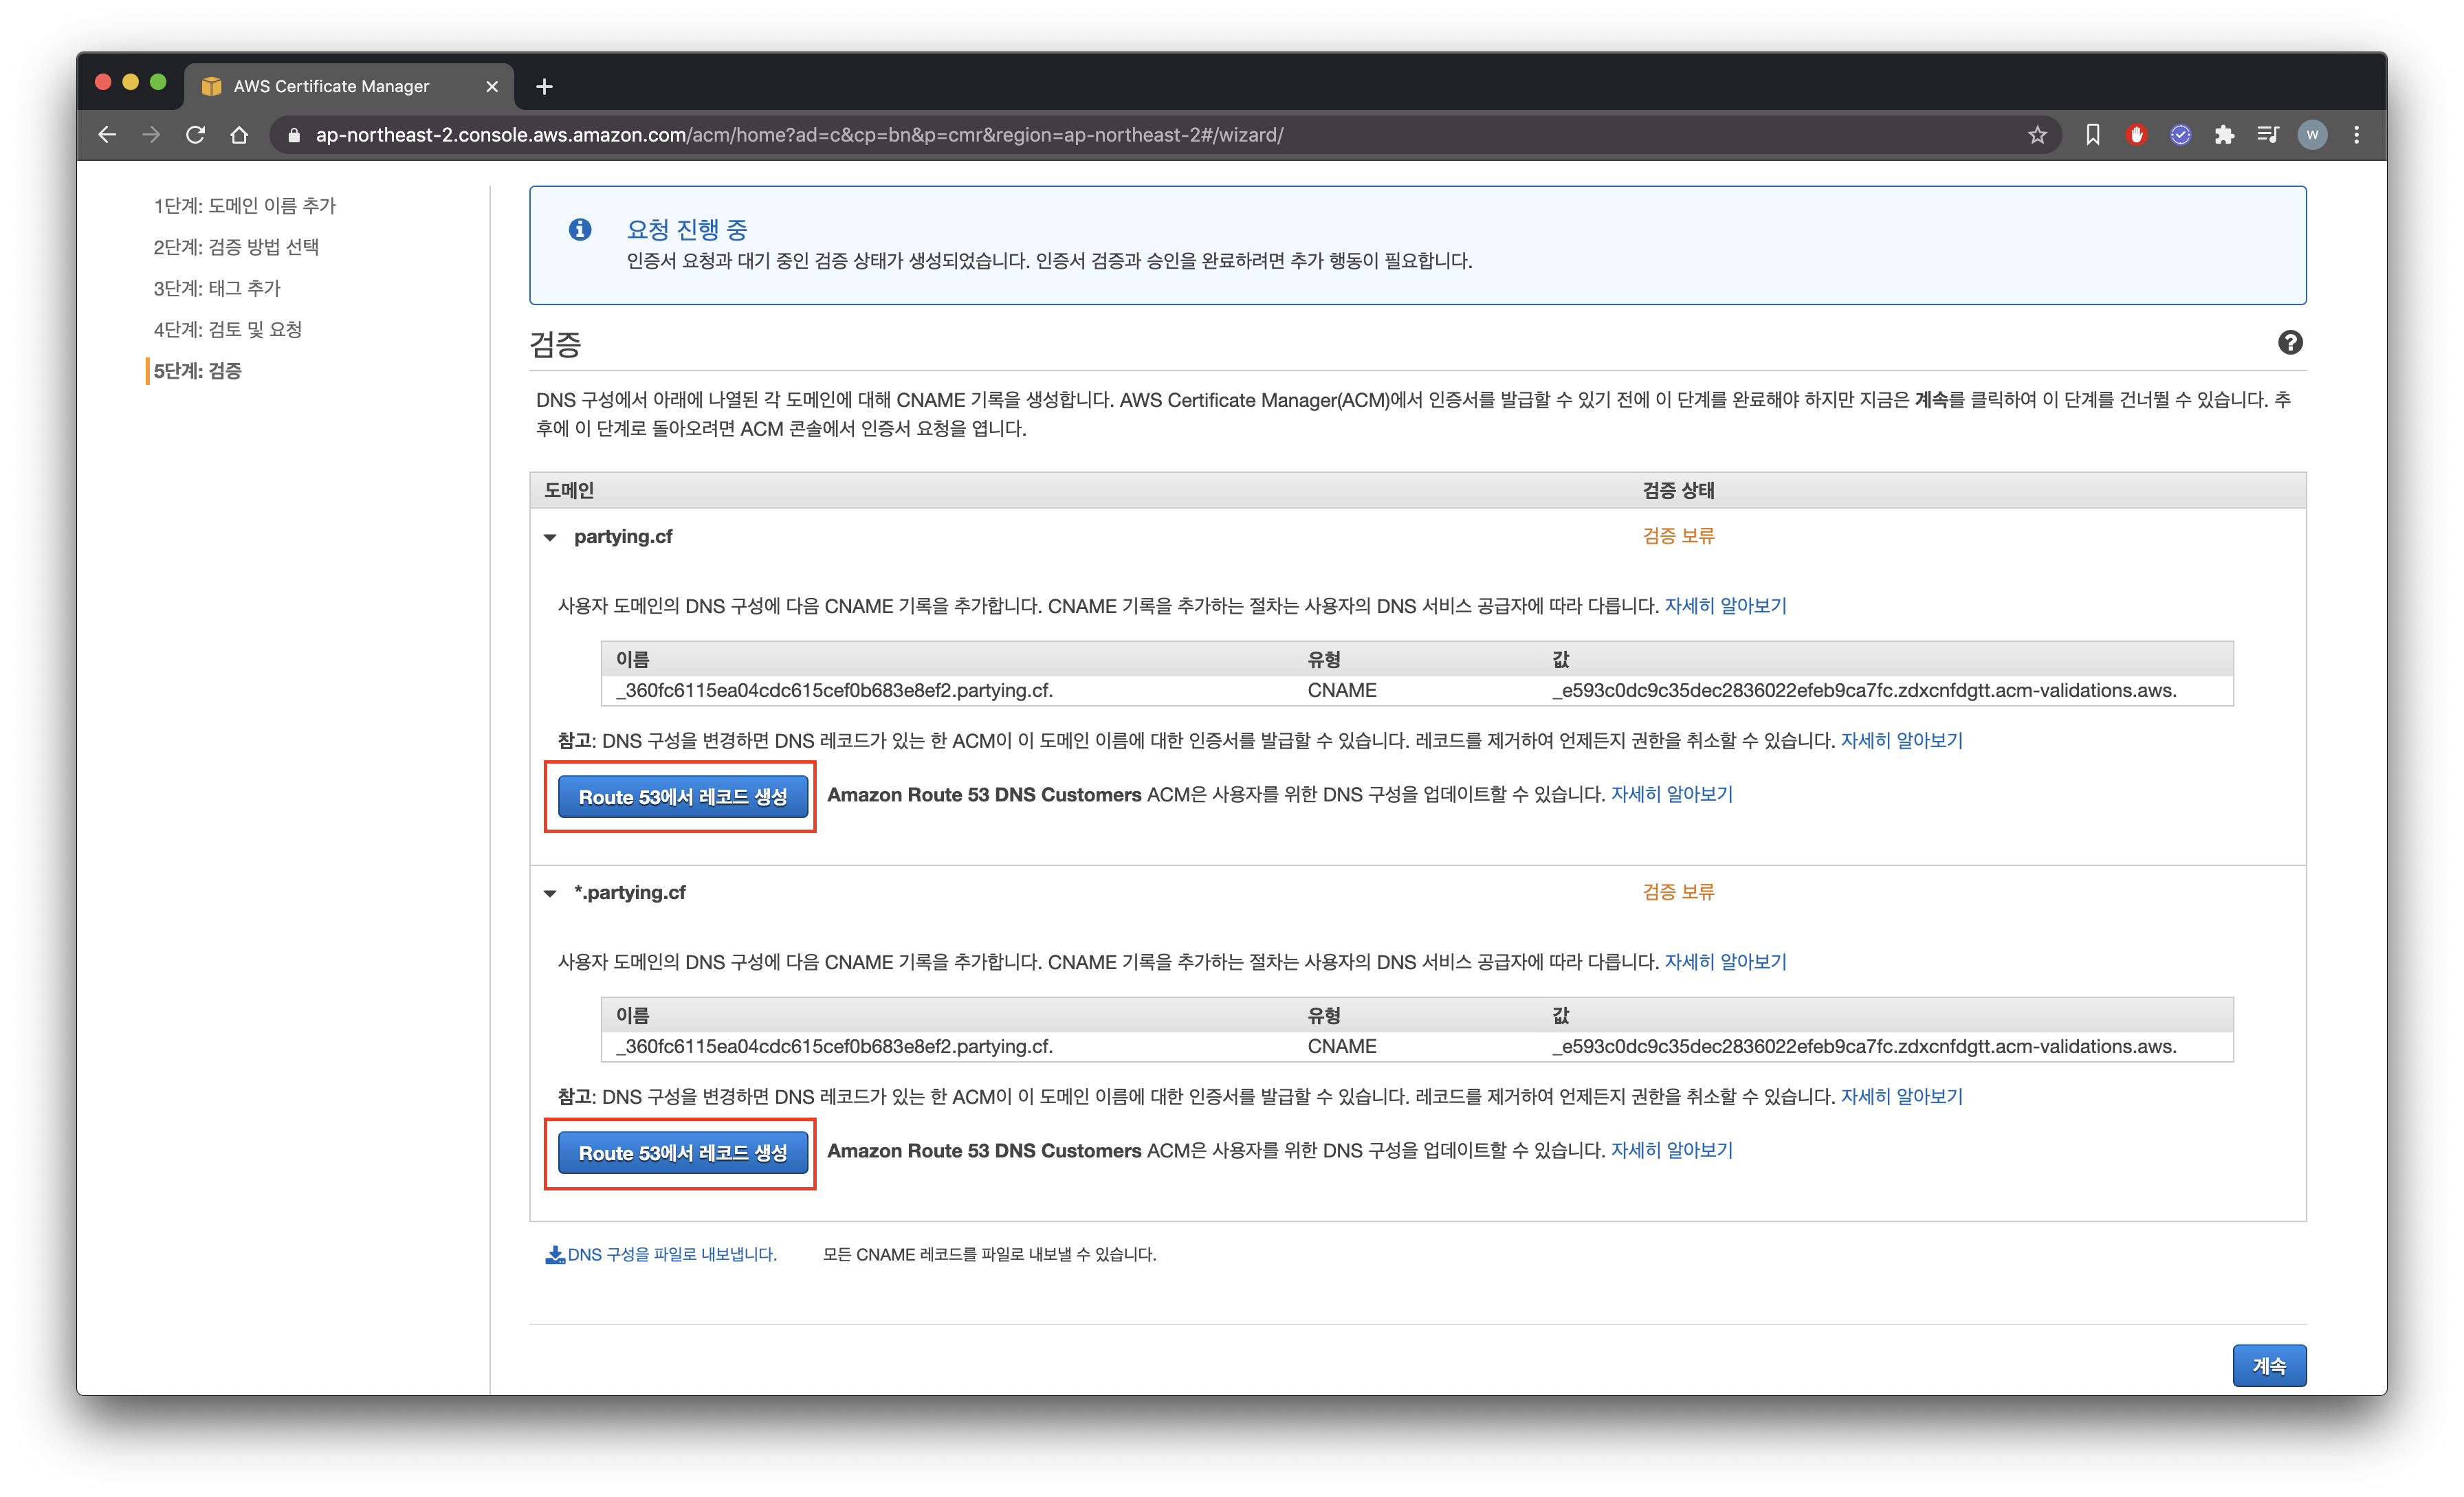 AWS Certificate Manager
ap-northeast-2.console.aws.amazon.com/acm/home?ad=c&cp=bn&p=cmr&region=ap-northeast-2#/wizard/
W
1단계: 도메인 이름 추가
2단계: 검증 방법 선택
3단계: 태그 추가
4단계: 검토 및 요청
5단계: 검증
요청 진행 중
인증서 요청과 대기 중인 검증 상태가 생성되었습니다. 인증서 검증과 승인을 완료하려면 추가 행동이 필요합니다.
검증
DNS 구성에서 아래에 나열된 각 도메인에 대해 CNAME 기록을 생성합니다. AWS Certificate Manager(ACM)에서 인증서를 발급할 수 있기 전에 이 단계를 완료해야 하지만 지금은 계속를 클릭하여 이 단계를 건너뛸 수 있습니다. 추
후에 이 단계로 돌아오려면 ACM 콘솔에서 인증서 요청을 엽니다.
도메인 검증 상태
partying.cf 검증 보류
사용자 도메인의 DNS 구성에 다음 CNAME 기록을 추가합니다. CNAME 기록을 추가하는 절차는 사용자의 DNS 서비스 공급자에 따라 다릅니다. 자세히 알아보기
이름 유형 값
_360fc6115ea04cdc615cef0b683e8ef2.partying.cf. CNAME _e593c0dc9c35dec2836022efeb9ca7fc.zdxcnfdgtt.acm-validations.aws.
참고: DNS 구성을 변경하면 DNS 레코드가 있는 한 ACM이 이 도메인 이름에 대한 인증서를 발급할 수 있습니다. 레코드를 제거하여 언제든지 권한을 취소할 수 있습니다. 자세히 알아보기
Route 53에서 레코드 생성 Amazon Route 53 DNS Customers ACM은 사용자를 위한 DNS 구성을 업데이트할 수 있습니다. 자세히 알아보기
*.partying.cf 검증 보류
사용자 도메인의 DNS 구성에 다음 CNAME 기록을 추가합니다. CNAME 기록을 추가하는 절차는 사용자의 DNS 서비스 공급자에 따라 다릅니다. 자세히 알아보기
이름 유형 값
_360fc6115ea04cdc615cef0b683e8ef2.partying.cf. CNAME _e593c0dc9c35dec2836022efeb9ca7fc.zdxcnfdgtt.acm-validations.aws.
참고: DNS 구성을 변경하면 DNS 레코드가 있는 한 ACM이 이 도메인 이름에 대한 인증서를 발급할 수 있습니다. 레코드를 제거하여 언제든지 권한을 취소할 수 있습니다. 자세히 알아보기
Route 53에서 레코드 생성 Amazon Route 53 DNS Customers ACM은 사용자를 위한 DNS 구성을 업데이트할 수 있습니다. 자세히 알아보기
DNS 구성을 파일로 내보냅니다. 모든 CNAME 레코드를 파일로 내보낼 수 있습니다.
계속